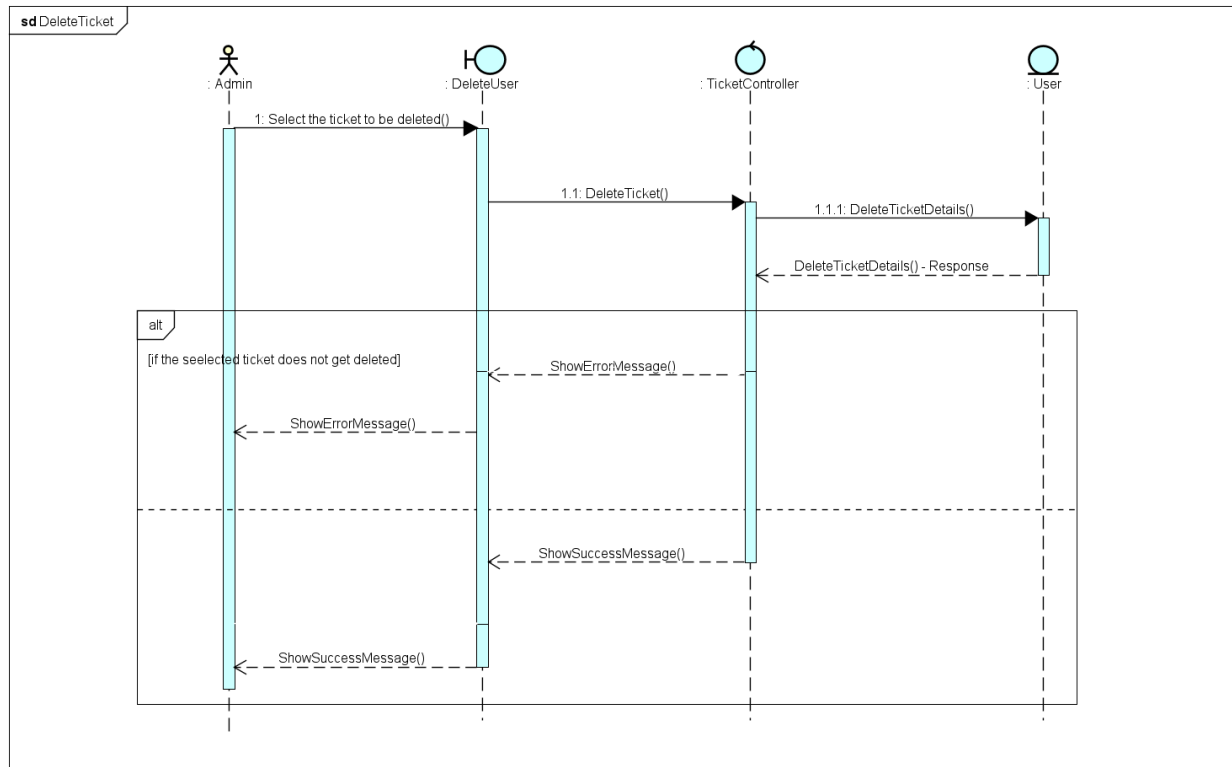 sd DeleteTicket
: Admin
: DeleteUser
: TicketController
: User
1: Select the ticket to be deleted()
1.1: DeleteTicket()
1.1.1: DeleteTicketDetails()
DeleteTicketDetails() - Response
alt
[if the seelected ticket does not get deleted]
ShowErrorMessage()
ShowErrorMessage()
ShowSuccessMessage()
ShowSuccessMessage()